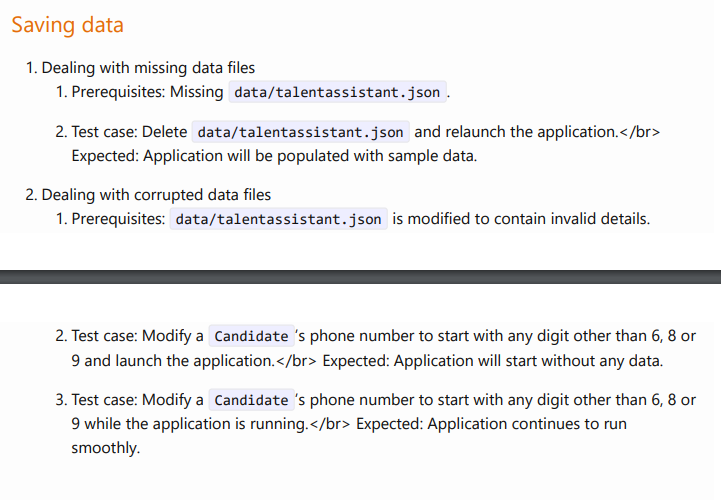 Saving data
1. Dealing with missing data files
1. Prerequisites: Missing data/talentassistant.json.
2. Test case: Delete data/talentassistant.json and relaunch the application.</br>
Expected: Application will be populated with sample data.
2. Dealing with corrupted data files
1. Prerequisites: data/talentassistant.json is modified to contain invalid details.
2. Test case: Modify a Candidate's phone number to start with any digit other than 6, 8 or
9 and launch the application.</br> Expected: Application will start without any data.
3. Test case: Modify a Candidate's phone number to start with any digit other than 6, 8 or
9 while the application is running.</br> Expected: Application continues to run
smoothly.